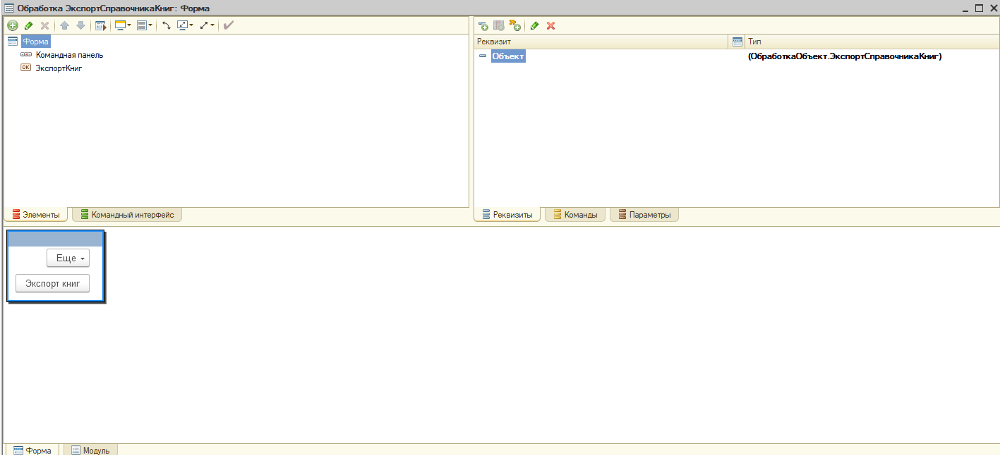 Обработка ЭкспортСправочникаКниг: Форма
Форма
Командная панель
OK ЭкспортКниг
Элементы Командный интерфейс
Реквизит Тип
Объект (ОбработкаОбъект.ЭкспортСправочникаКниг)
Реквизиты Команды Параметры
Еще
Экспорт книг
Форма Модуль